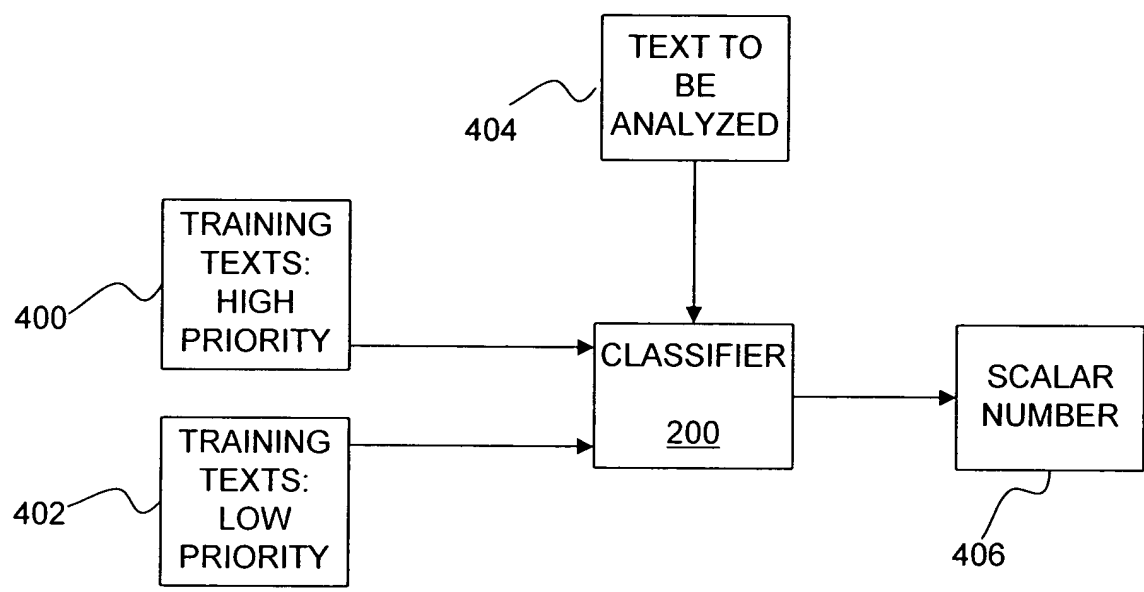 TEXT TO
BE
ANALYZED
404
TRAINING
TEXTS:
HIGH
PRIORITY
400
CLASSIFIER
200
SCALAR
NUMBER
406
TRAINING
TEXTS:
LOW
PRIORITY
402